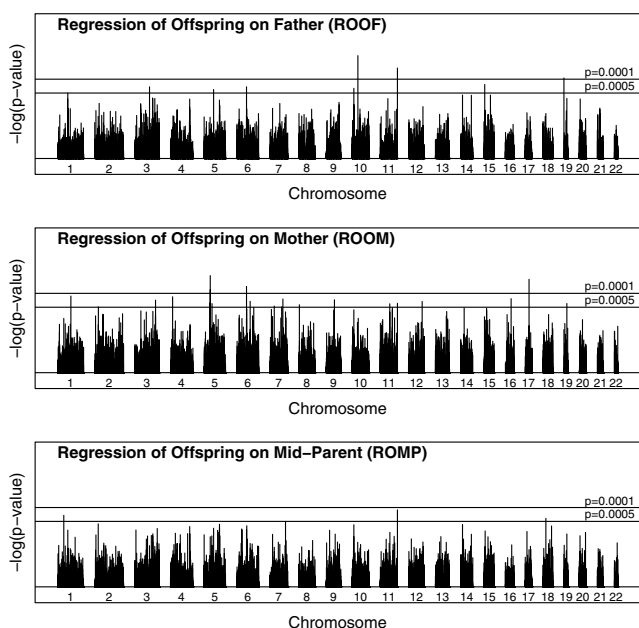 Regression of Offspring on Father (ROOF)
−log(p−value)
p=0.0001
p=0.0005
1 2 3 4 5 6 7 8 9 10 11 12 13 14 15 16 17 18 19 20 21 22
Chromosome
Regression of Offspring on Mother (ROOM)
−log(p−value)
p=0.0001
p=0.0005
1 2 3 4 5 6 7 8 9 10 11 12 13 14 15 16 17 18 19 20 21 22
Chromosome
Regression of Offspring on Mid−Parent (ROMP)
−log(p−value)
p=0.0001
p=0.0005
1 2 3 4 5 6 7 8 9 10 11 12 13 14 15 16 17 18 19 20 21 22
Chromosome